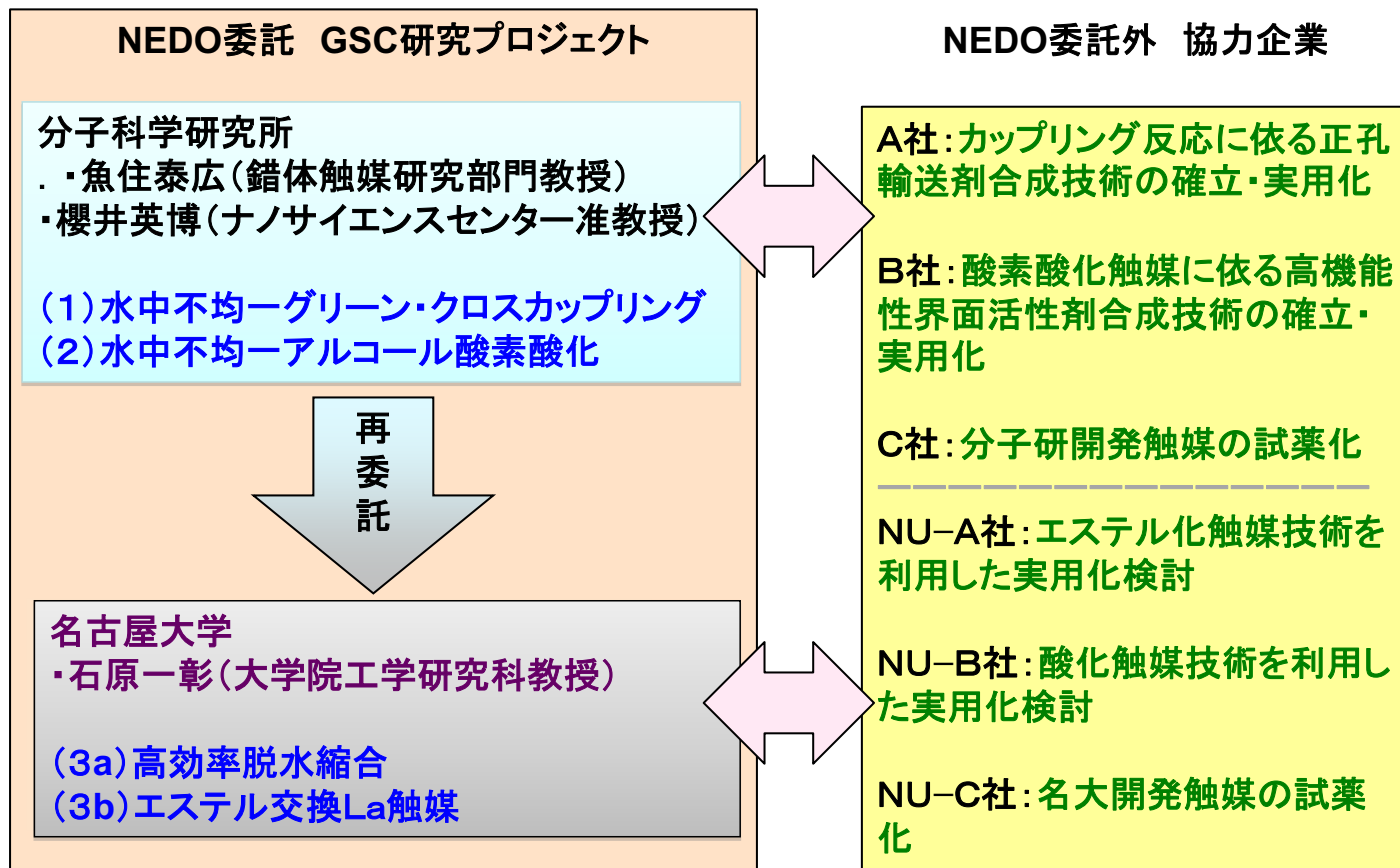 NEDO委託　GSC研究プロジェクト
分子科学研究所
．・魚住泰広（錯体触媒研究部門教授）
・櫻井英博（ナノサイエンスセンター准教授）
（１）水中不均一グリーン・クロスカップリング
（２）水中不均一アルコール酸素酸化
再
委
託
名古屋大学
・石原一彰（大学院工学研究科教授）
（３a）高効率脱水縮合
（３b）エステル交換Ｌa触媒
NEDO委託外　協力企業
A社：カップリング反応に依る正孔
輸送剤合成技術の確立・実用化
Ｂ社：酸素酸化触媒に依る高機能
性界面活性剤合成技術の確立・
実用化
Ｃ社：分子研開発触媒の試薬化
——————————————
NU−Ａ社：エステル化触媒技術を
利用した実用化検討
NU−Ｂ社：酸化触媒技術を利用し
た実用化検討
NU−Ｃ社：名大開発触媒の試薬
化